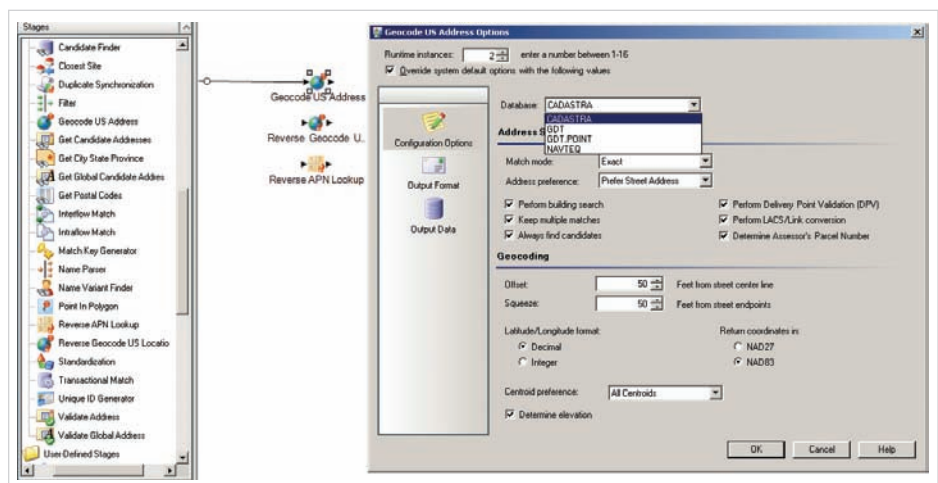 Stages
Candidate Finder
Closest Site
Duplicate Synchronization
Filter
Geocode US Address
Get Candidate Addresses
Get City State Province
Get Global Candidate Addres
Get Postal Codes
Interflow Match
Intraflow Match
Match Key Generator
Name Parser
Name Variant Finder
Point In Polygon
Reverse APN Lookup
Reverse Geocode US Locatio
Standardization
Transactional Match
Unique ID Generator
Validate Address
Validate Global Address
User-Defined Stages
Geocode US Address
Reverse Geocode U...
Reverse APN Lookup
Geocode US Address Options
Runtime instances: 2 enter a number between 1-16
Override system default options with the following values
Configuration Options
Output Format
Output Data
Database: CADASTRA
CADASTRA
GDT
GDT POINT
NAVTEQ
Address S
Match mode: Exact
Address preference: Prefer Street Address
Perform building search
Perform Delivery Point Validation (DPV)
Keep multiple matches
Perform LACS/Link conversion
Always find candidates
Determine Assessor's Parcel Number
Geocoding
Offset: 50 Feet from street center line
Squeeze: 50 Feet from street endpoints
Latitude/Longitude format:
Return coordinates in:
Decimal
NAD27
Integer
NAD83
Centroid preference: All Centroids
Determine elevation
OK Cancel Help